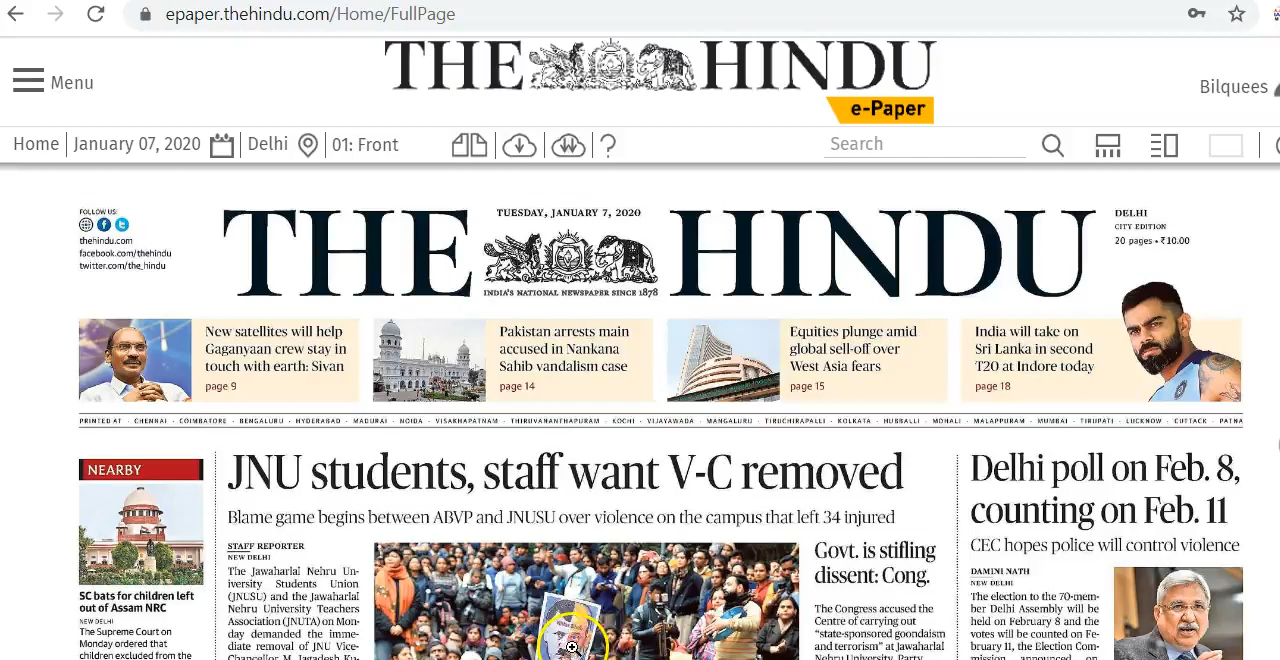 epaper.thehindu.com/Home/FullPage
Menu
THE HINDU
e-Paper
Bilquees
Home
January 07, 2020
Delhi
01: Front
?
Search
FOLLOW US:
thehindu.com
facebook.com/thehindu
twitter.com/the_hindu
THE HINDU
TUESDAY, JANUARY 7, 2020
INDIA'S NATIONAL NEWSPAPER SINCE 1878
DELHI
CITY EDITION
20 pages • ₹10.00
New satellites will help
Gaganyaan crew stay in
touch with earth: Sivan
page 9
Pakistan arrests main
accused in Nankana
Sahib vandalism case
page 14
Equities plunge amid
global sell-off over
West Asia fears
page 15
India will take on
Sri Lanka in second
T20 at Indore today
page 18
PRINTED AT · CHENNAI · COIMBATORE · BENGALURU · HYDERABAD · MADURAI · NOIDA · VISAKHAPATNAM · THIRUVANANTHAPURAM · KOCHI · VIJAYAWADA · MANGALURU · TIRUCHIRAPALLI · KOLKATA · HUBBALLI · MOHALI · MALAPPURAM · MUMBAI · TIRUPATI · LUCKNOW · CUTTACK · PATNA
NEARBY
SC bats for children left
out of Assam NRC
NEW DELHI
The Supreme Court on
Monday ordered that
children excluded from the
JNU students, staff want V-C removed
Blame game begins between ABVP and JNUSU over violence on the campus that left 34 injured
STAFF REPORTER
NEW DELHI
The Jawaharlal Nehru Un-
iversity Students Union
(JNUSU) and the Jawaharlal
Nehru University Teachers
Association (JNUTA) on Mon-
day demanded the imme-
diate removal of JNU Vice-
Chancellor M. Jagadesh Ku-
Govt. is stifling
dissent: Cong.
The Congress accused the
Centre of carrying out
“state-sponsored goondaism
and terrorism” at Jawaharlal
Nehru University. Party
Delhi poll on Feb. 8,
counting on Feb. 11
CEC hopes police will control violence
DAMINI NATH
NEW DELHI
The election to the 70-mem-
ber Delhi Assembly will be
held on February 8 and the
votes will be counted on Fe-
bruary 11, the Election Com-
mission announced on